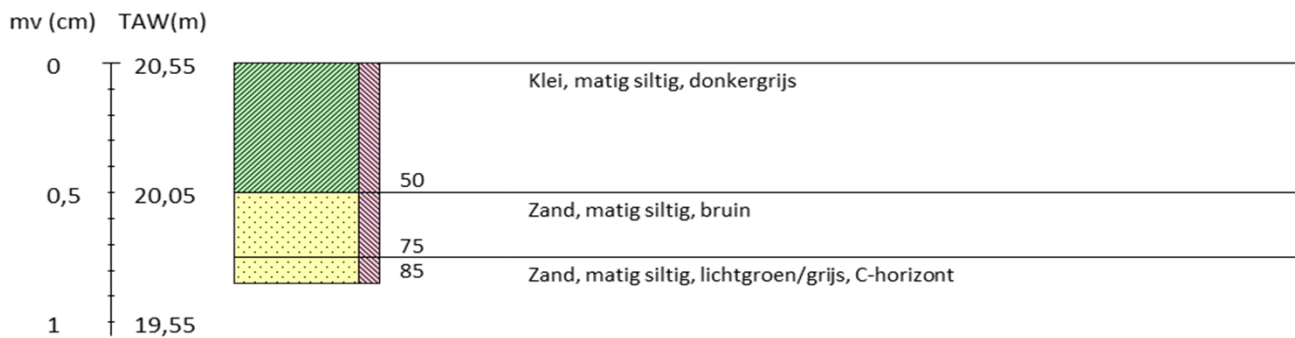 mv (cm) TAW(m)
0 20,55
Klei, matig siltig, donkergrijs
50
0,5 20,05
Zand, matig siltig, bruin
75
85 Zand, matig siltig, lichtgroen/grijs, C-horizont
1 19,55